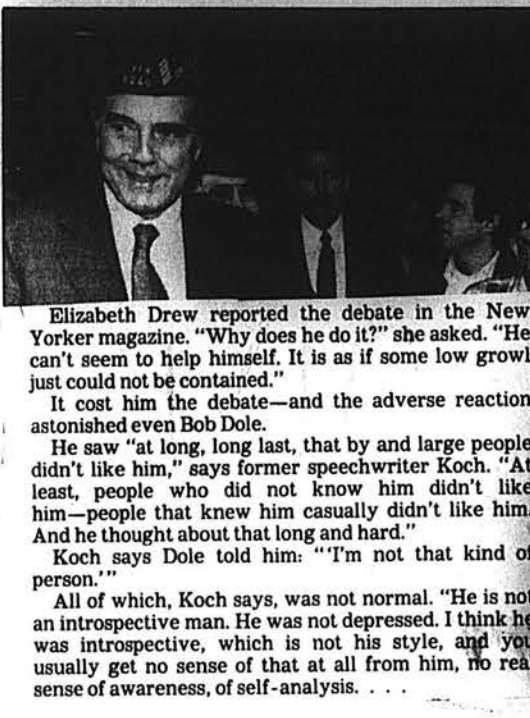 Elizabeth Drew reported the debate in the New
Yorker magazine. “Why does he do it?” she asked. “He
can't seem to help himself. It is as if some low growl
just could not be contained.”
It cost him the debate—and the adverse reaction
astonished even Bob Dole.
He saw “at long, long last, that by and large people
didn't like him,” says former speechwriter Koch. “At
least, people who did not know him didn't like
him—people that knew him casually didn't like him.
And he thought about that long and hard.”
Koch says Dole told him: “‘I'm not that kind of
person.’”
All of which, Koch says, was not normal. “He is not
an introspective man. He was not depressed. I think he
was introspective, which is not his style, and you
usually get no sense of that at all from him, no rea
sense of awareness, of self-analysis. . . .